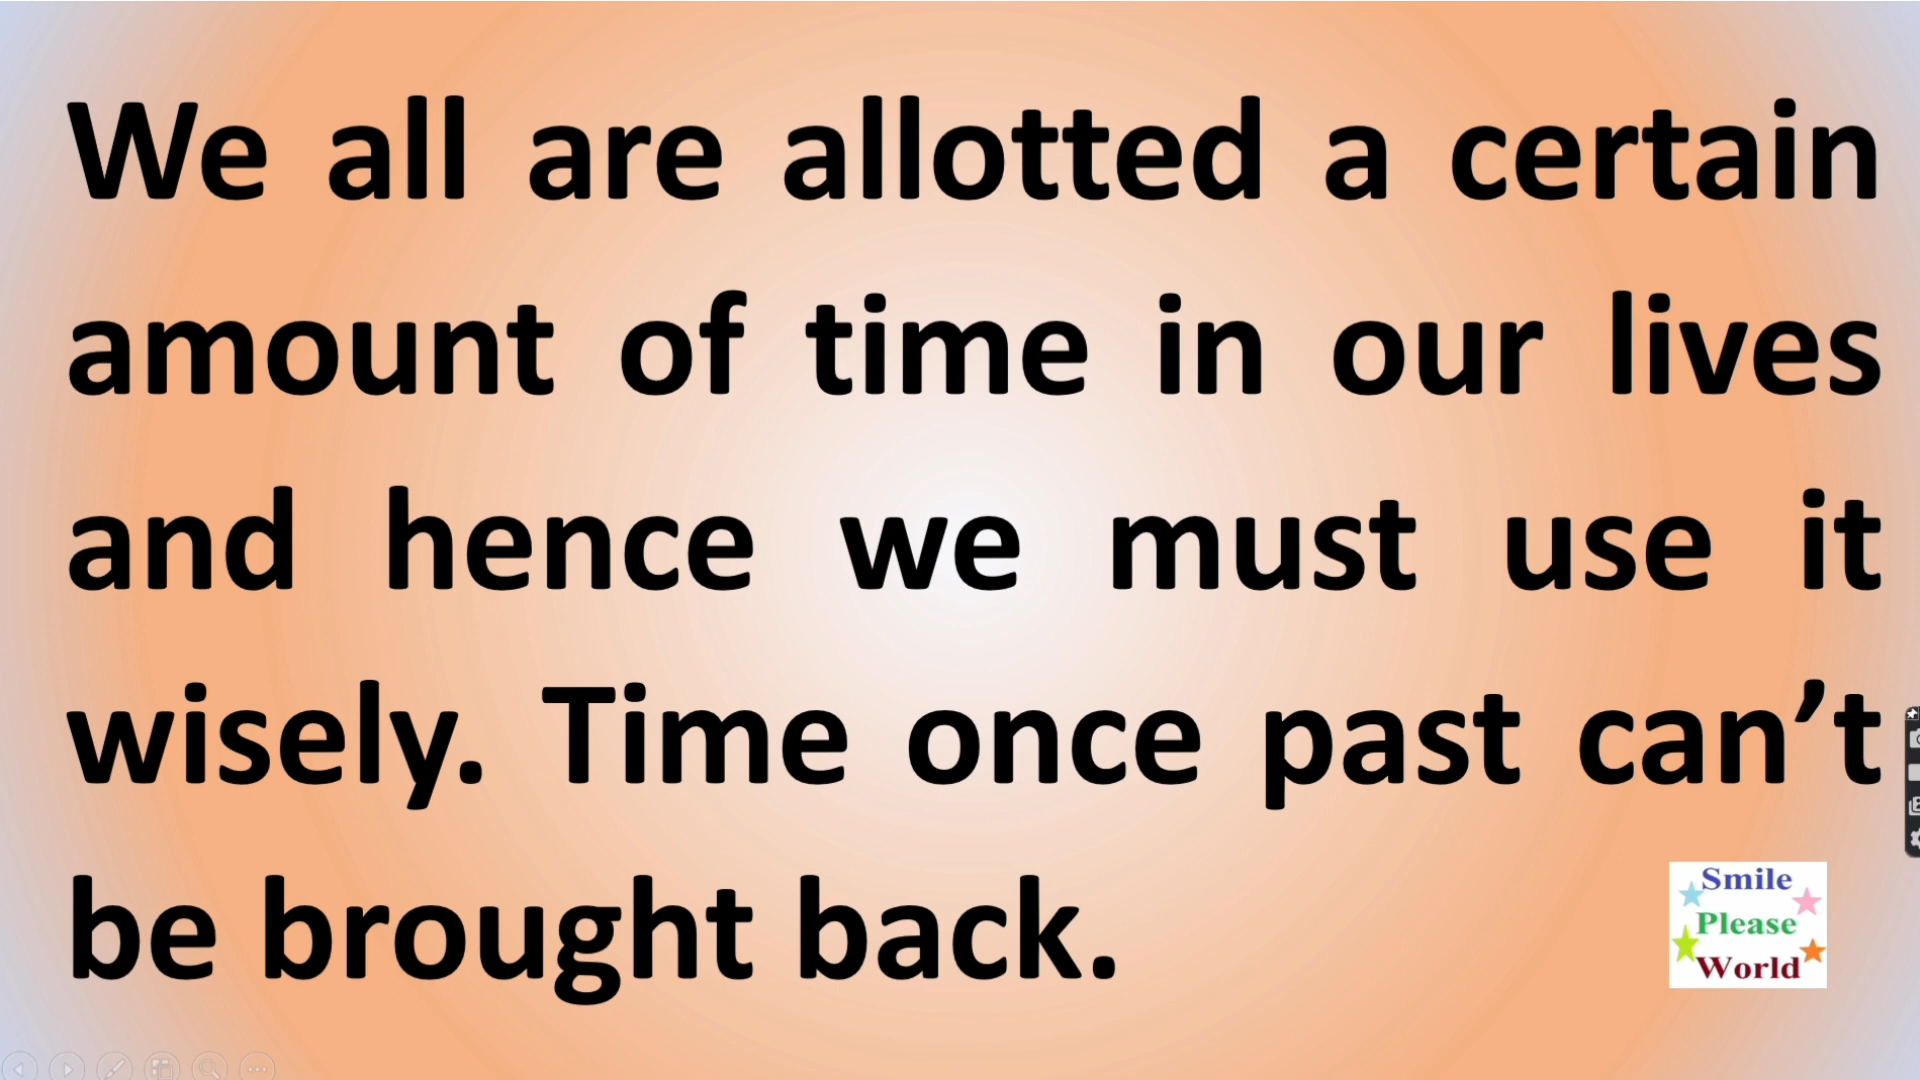 We all are allotted a certain
amount of time in our lives
and hence we must use it
wisely. Time once past can’t
be brought back.
Smile
Please
World